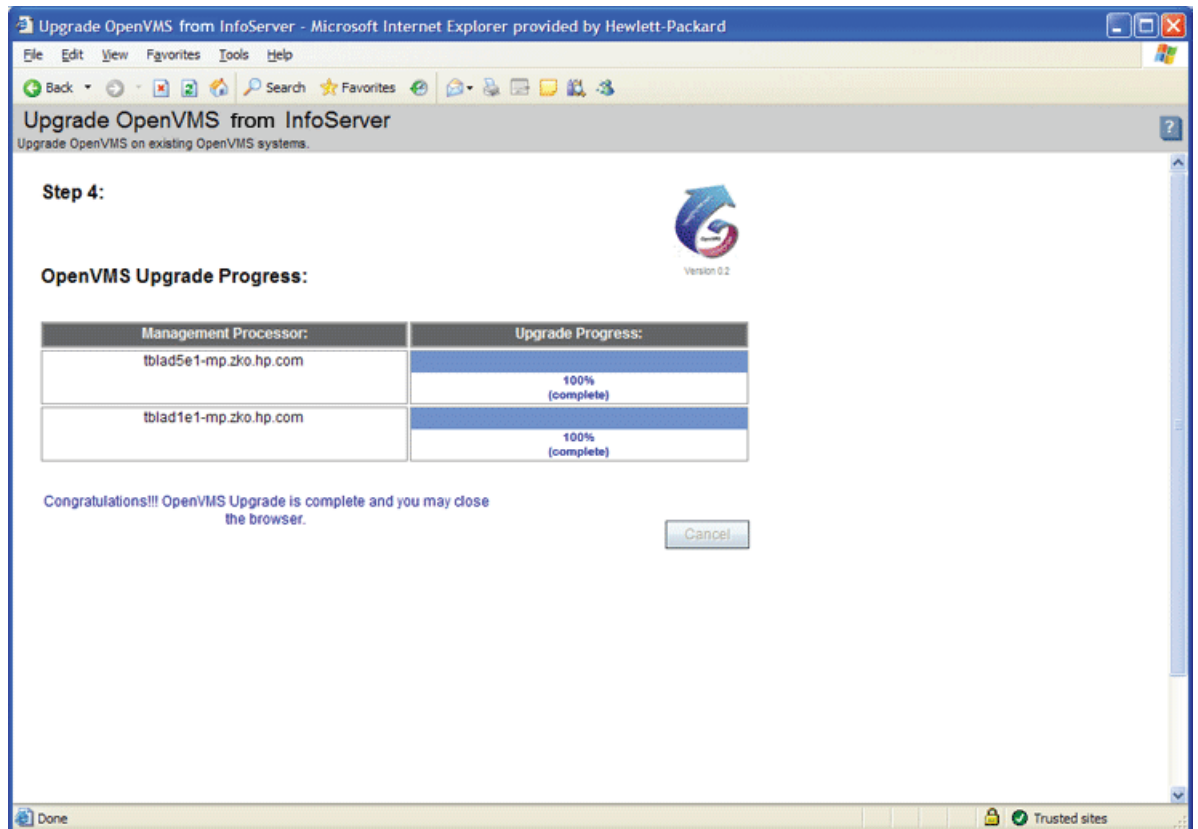 Upgrade OpenVMS from InfoServer - Microsoft Internet Explorer provided by Hewlett-Packard
File Edit View Favorites Tools Help
Back Search Favorites
Upgrade OpenVMS from InfoServer
Upgrade OpenVMS on existing OpenVMS systems.
?
Step 4:
OpenVMS
Version 0.2
OpenVMS Upgrade Progress:
Management Processor: Upgrade Progress:
tblad5e1-mp.zko.hp.com
100%
(complete)
tblad1e1-mp.zko.hp.com
100%
(complete)
Congratulations!!! OpenVMS Upgrade is complete and you may close
the browser.
Cancel
Done Trusted sites